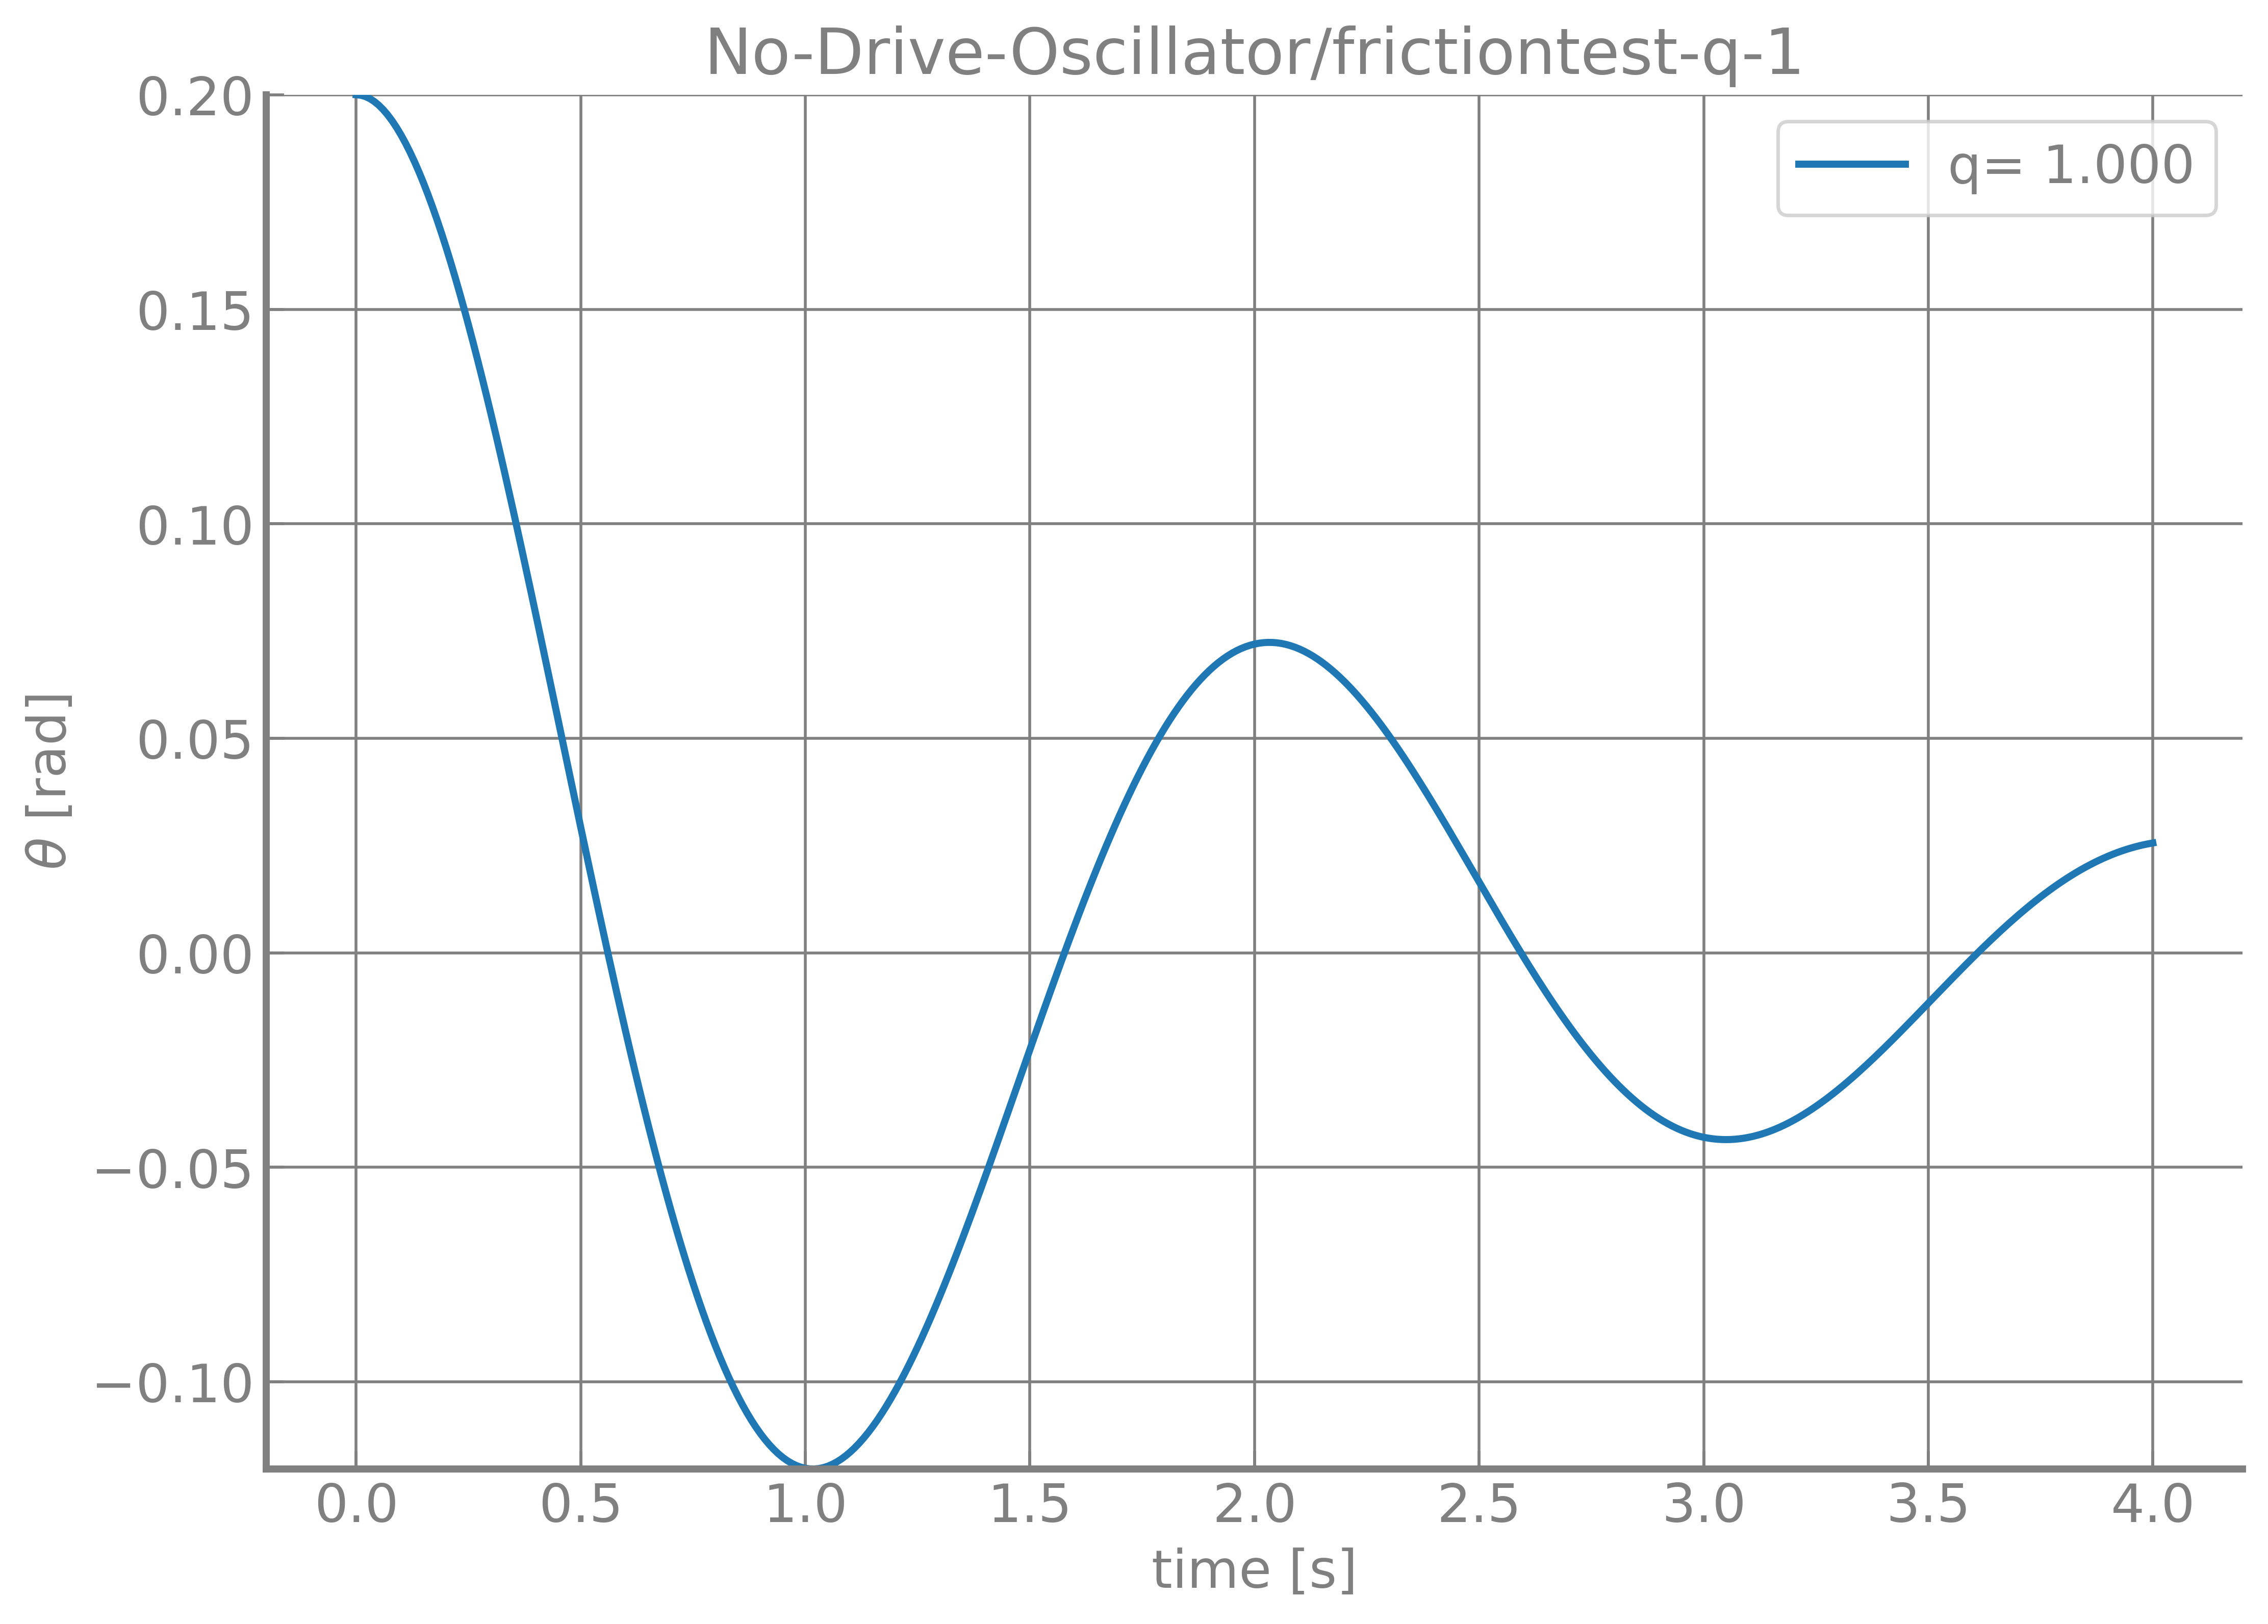 No-Drive-Oscillator/frictiontest-q-1
q= 1.000
θ [rad]
0.20
0.15
0.10
0.05
0.00
−0.05
−0.10
0.0 0.5 1.0 1.5 2.0 2.5 3.0 3.5 4.0
time [s]